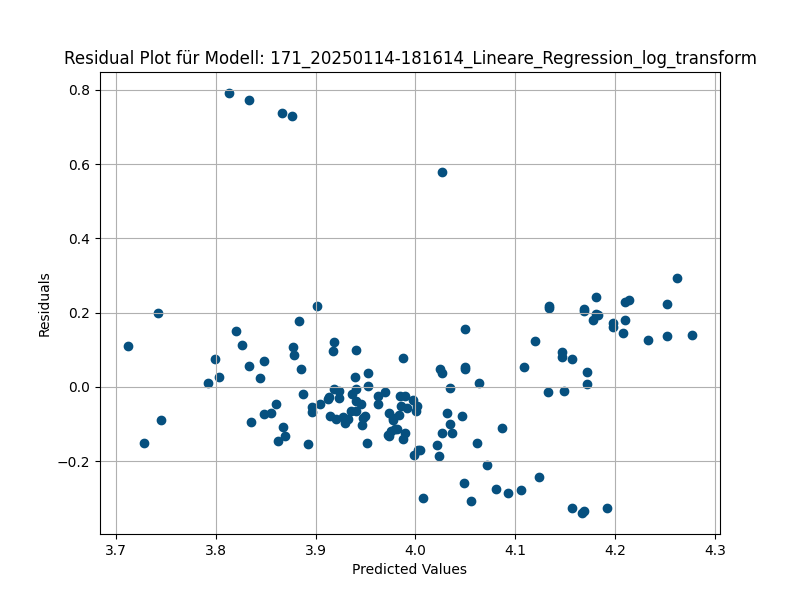 Residual Plot für Modell: 171_20250114-181614_Lineare_Regression_log_transform
0.8
0.6
0.4
0.2
0.0
−0.2
Residuals
3.7 3.8 3.9 4.0 4.1 4.2 4.3
Predicted Values